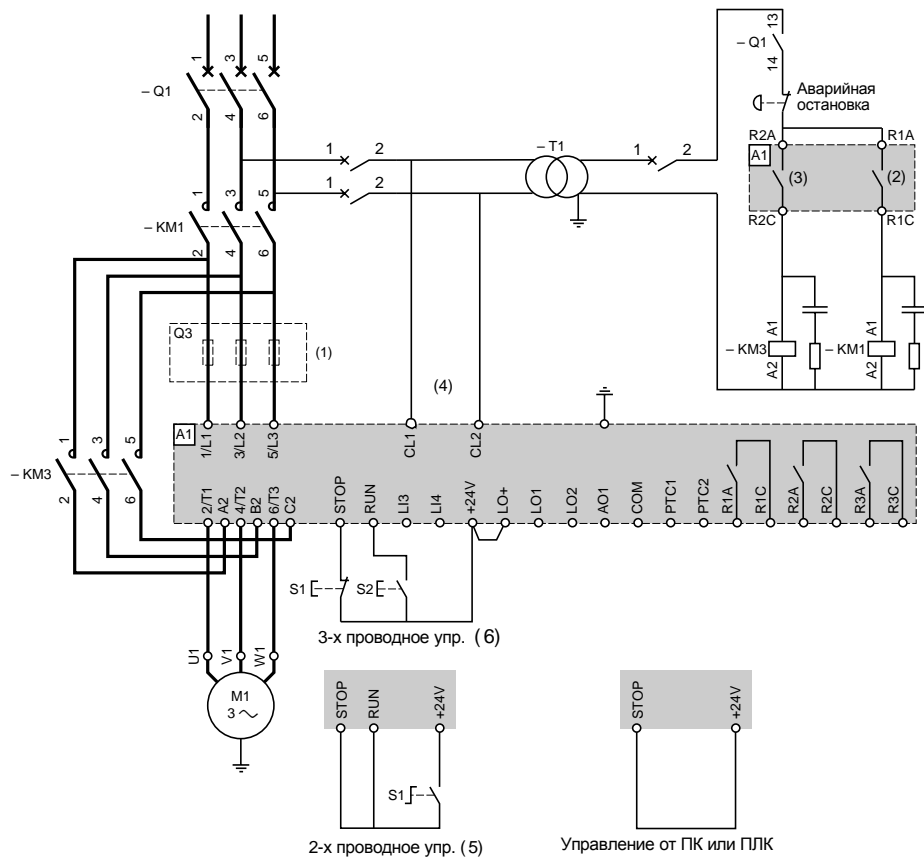 1 3 5
– Q1
2 4 6
13
– Q1
14
Аварийная
остановка
1 2
– T1
1 2
1 2
R2A R1A
A1
(3) (2)
R2C R1C
1 3 5
– KM1
2 4 6
Q3
(1)
A1 A1
– KM3 – KM1
A2 A2
(4)
A1
1/L1 3/L2 5/L3 CL1 CL2
1 3 5
– KM3
2 4 6
2/T1 A2 4/T2 B2 6/T3 C2 STOP RUN LI3 LI4 +24V LO+ LO1 LO2 AO1 COM PTC1 PTC2 R1A R1C R2A R2C R3A R3C
S1 S2
3-х проводное упр. (6)
U1 V1 W1
M1
3 ~
STOP RUN +24V
S1
2-х проводное упр. (5)
STOP +24V
Управление от ПК или ПЛК